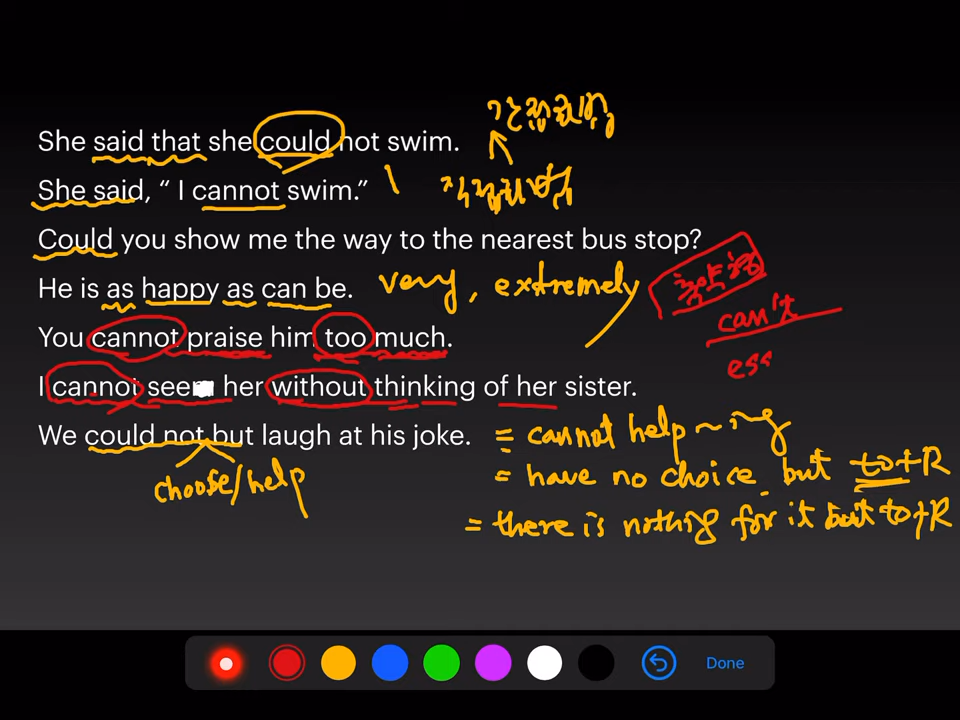 She said that she could not swim.
간접화법
She said, “ I cannot swim.”
직접화법
Could you show me the way to the nearest bus stop?
He is as happy as can be.
very, extremely
You cannot praise him too much.
can't
ess
I cannot seem her without thinking of her sister.
We could not but laugh at his joke.
= cannot help ~ing
choose/help
= have no choice but to+R
= there is nothing for it but to+R
Done